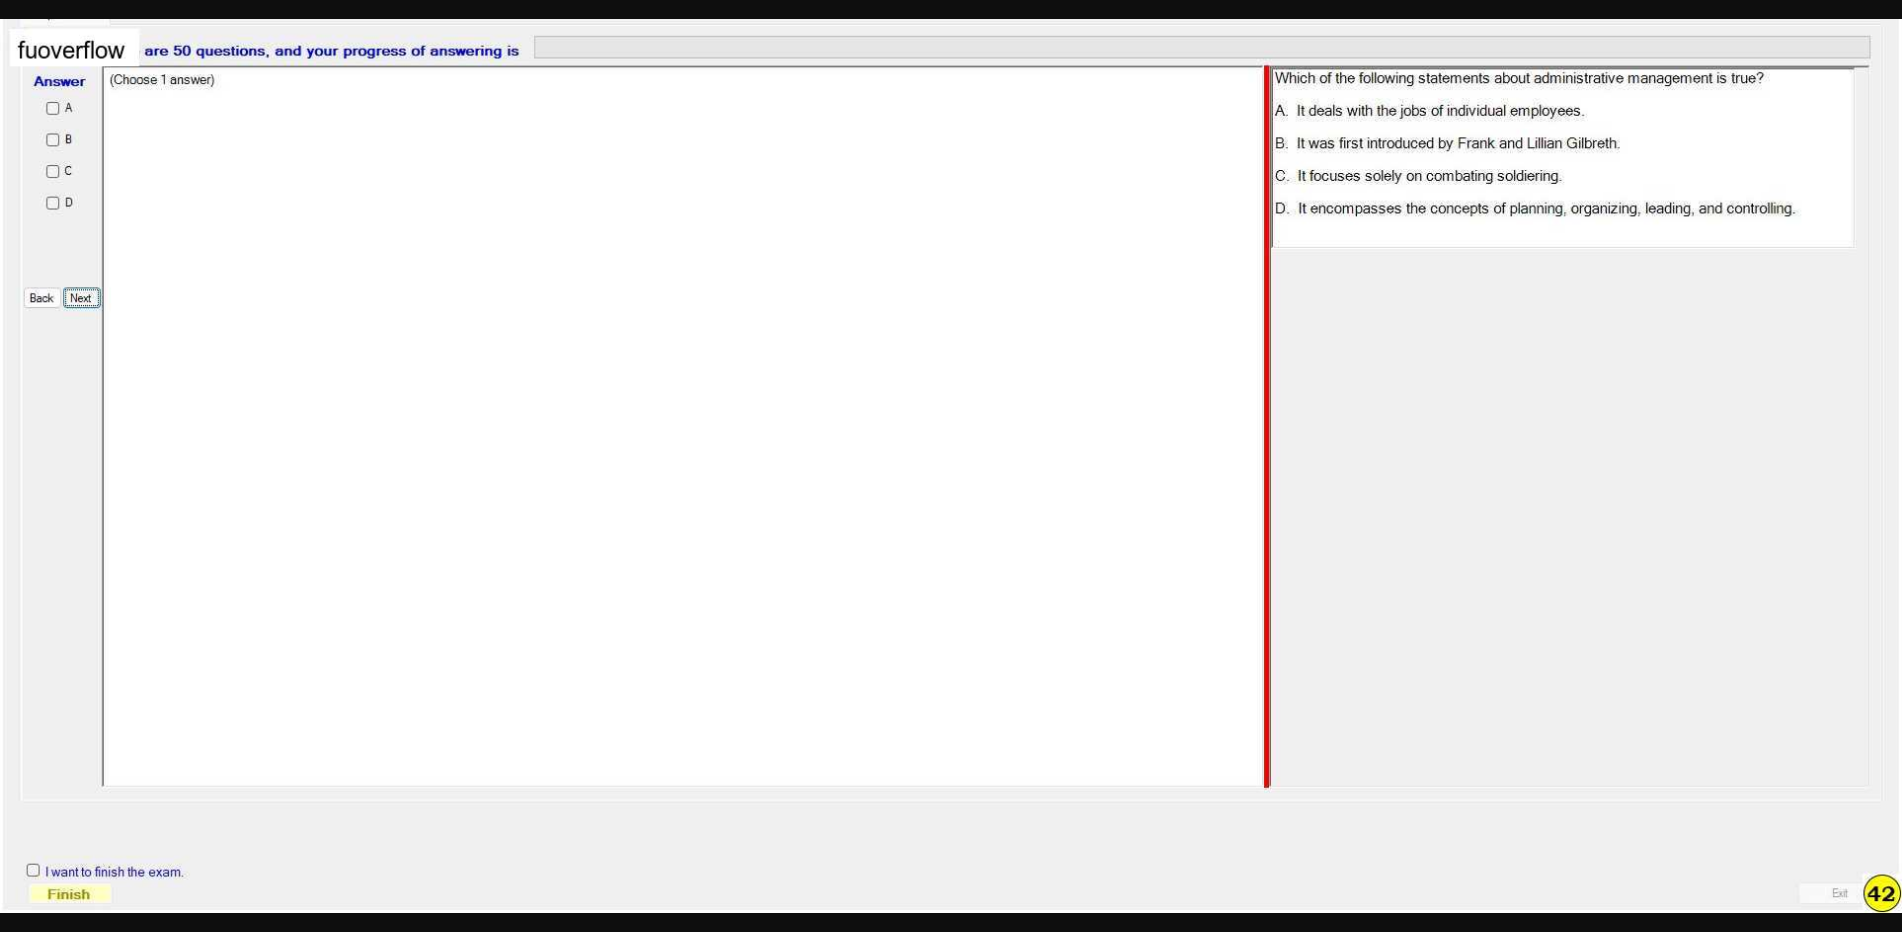 fuoverflow are 50 questions, and your progress of answering is
Answer
(Choose 1 answer)
A
B
C
D
Back Next
Which of the following statements about administrative management is true?
A. It deals with the jobs of individual employees.
B. It was first introduced by Frank and Lillian Gilbreth.
C. It focuses solely on combating soldiering.
D. It encompasses the concepts of planning, organizing, leading, and controlling.
I want to finish the exam.
Finish
Exit
42